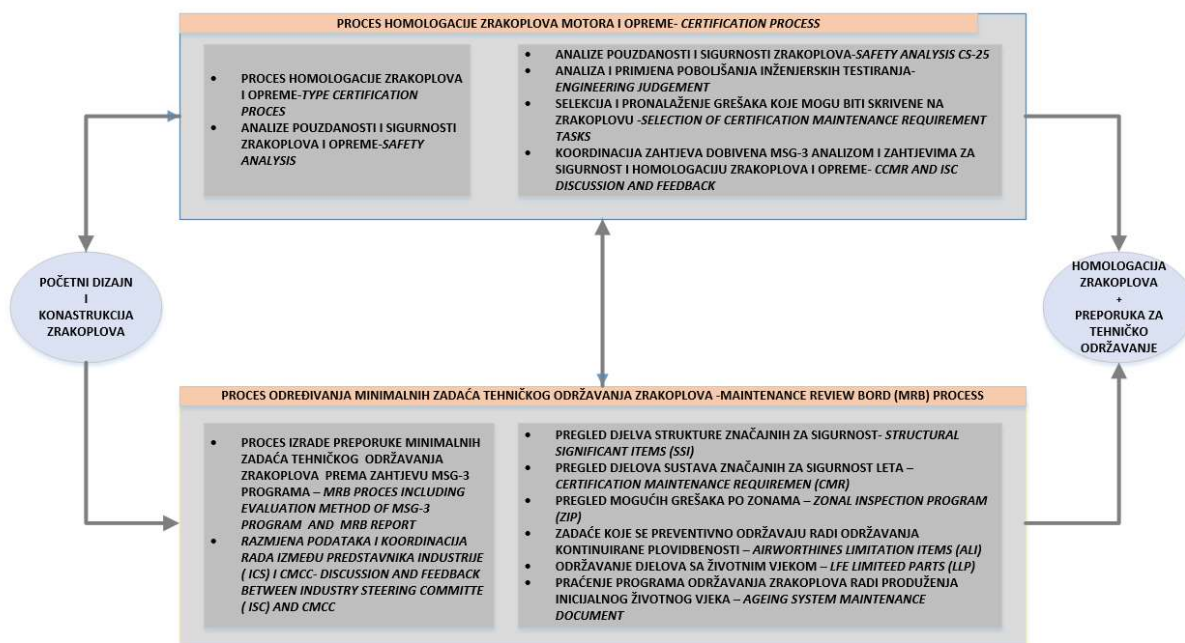 PROCES HOMOLOGACIJE ZRAKOPLOVA MOTORA I OPREME- CERTIFICATION PROCESS
• PROCES HOMOLOGACIJE ZRAKOPLOVA
I OPREME-TYPE CERTIFICATION
PROCES
• ANALIZE POUZDANOSTI I SIGURNOSTI
ZRAKOPLOVA I OPREME-SAFETY
ANALYSIS
• ANALIZE POUZDANOSTI I SIGURNOSTI ZRAKOPLOVA-SAFETY ANALYSIS CS-25
• ANALIZA I PRIMJENA POBOLJŠANJA INŽENJERSKIH TESTIRANJA-
ENGINEERING JUDGEMENT
• SELEKCIJA I PRONALAŽENJE GREŠAKA KOJE MOGU BITI SKRIVENE NA
ZRAKOPLOVU -SELECTION OF CERTIFICATION MAINTENANCE REQUIREMENT
TASKS
• KOORDINACIJA ZAHTJEVA DOBIVENA MSG-3 ANALIZOM I ZAHTJEVIMA ZA
SIGURNOST I HOMOLOGACIJU ZRAKOPLOVA I OPREME- CCMR AND ISC
DISCUSSION AND FEEDBACK
POČETNI DIZAJN
I
KONASTRUKCIJA
ZRAKOPLOVA
HOMOLOGACIJA
ZRAKOPLOVA
+
PREPORUKA ZA
TEHNIČKO
ODRŽAVANJE
PROCES ODREĐIVANJA MINIMALNIH ZADAĆA TEHNIČKOG ODRŽAVANJA ZRAKOPLOVA -MAINTENANCE REVIEW BORD (MRB) PROCESS
• PROCES IZRADE PREPORUKE MINIMALNIH
ZADAĆA TEHNIČKOG ODRŽAVANJA
ZRAKOPLOVA PREMA ZAHTJEVU MSG-3
PROGRAMA – MRB PROCES INCLUDING
EVALUATION METHOD OF MSG-3
PROGRAM AND MRB REPORT
• RAZMJENA PODATAKA I KOORDINACIJA
RADA IZMEĐU PREDSTAVNIKA INDUSTRIJE
( ICS) I CMCC- DISCUSSION AND FEEDBACK
BETWEEN INDUSTRY STEERING COMMITTE
( ISC) AND CMCC
• PREGLED DJELVA STRUKTURE ZNAČAJNIH ZA SIGURNOST- STRUCTURAL
SIGNIFICANT ITEMS (SSI)
• PREGLED DJELOVA SUSTAVA ZNAČAJNIH ZA SIGURNOST LETA –
CERTIFICATION MAINTENANCE REQUIREMEN (CMR)
• PREGLED MOGUĆIH GREŠAKA PO ZONAMA – ZONAL INSPECTION PROGRAM
(ZIP)
• ZADAĆE KOJE SE PREVENTIVNO ODRŽAVAJU RADI ODRŽAVANJA
KONTINUIRANE PLOVIDBENOSTI – AIRWORTHINES LIMITATION ITEMS (ALI)
• ODRŽAVANJE DJELOVA SA ŽIVOTNIM VJEKOM – LFE LIMITEED PARTS (LLP)
• PRAĆENJE PROGRAMA ODRŽAVANJA ZRAKOPLOVA RADI PRODUŽENJA
INICIJALNOG ŽIVOTNOG VJEKA – AGEING SYSTEM MAINTENANCE
DOCUMENT